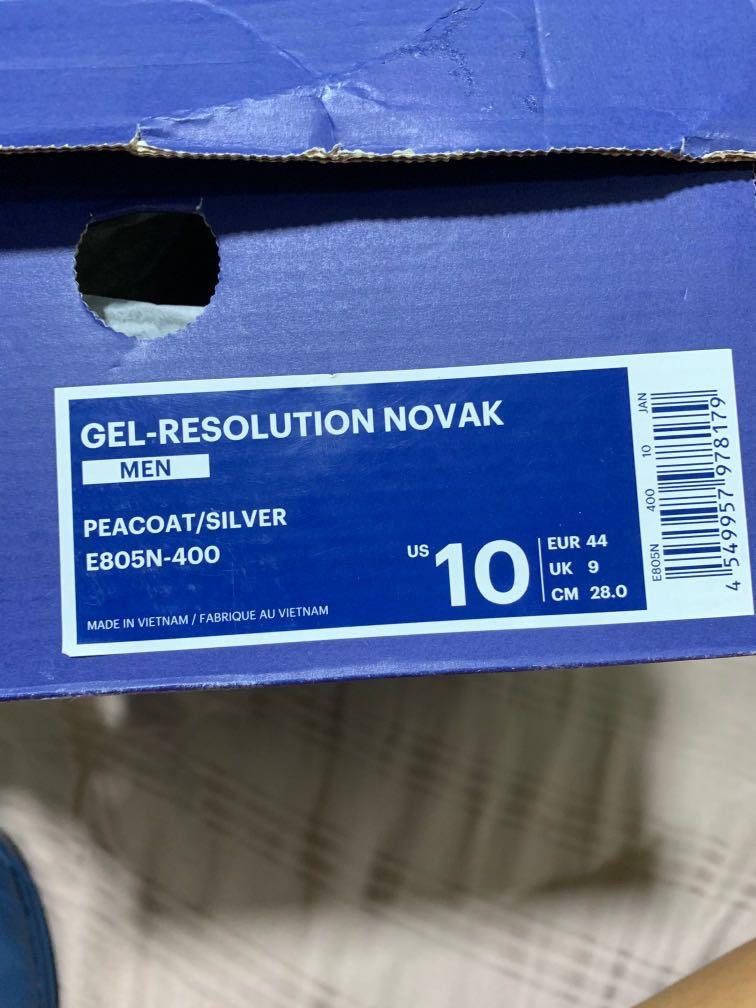 GEL-RESOLUTION NOVAK
MEN
PEACOAT/SILVER
E805N-400
MADE IN VIETNAM / FABRIQUE AU VIETNAM
US 10
EUR 44
UK 9
CM 28.0
E805N 400 10 JAN
4 549957 978179